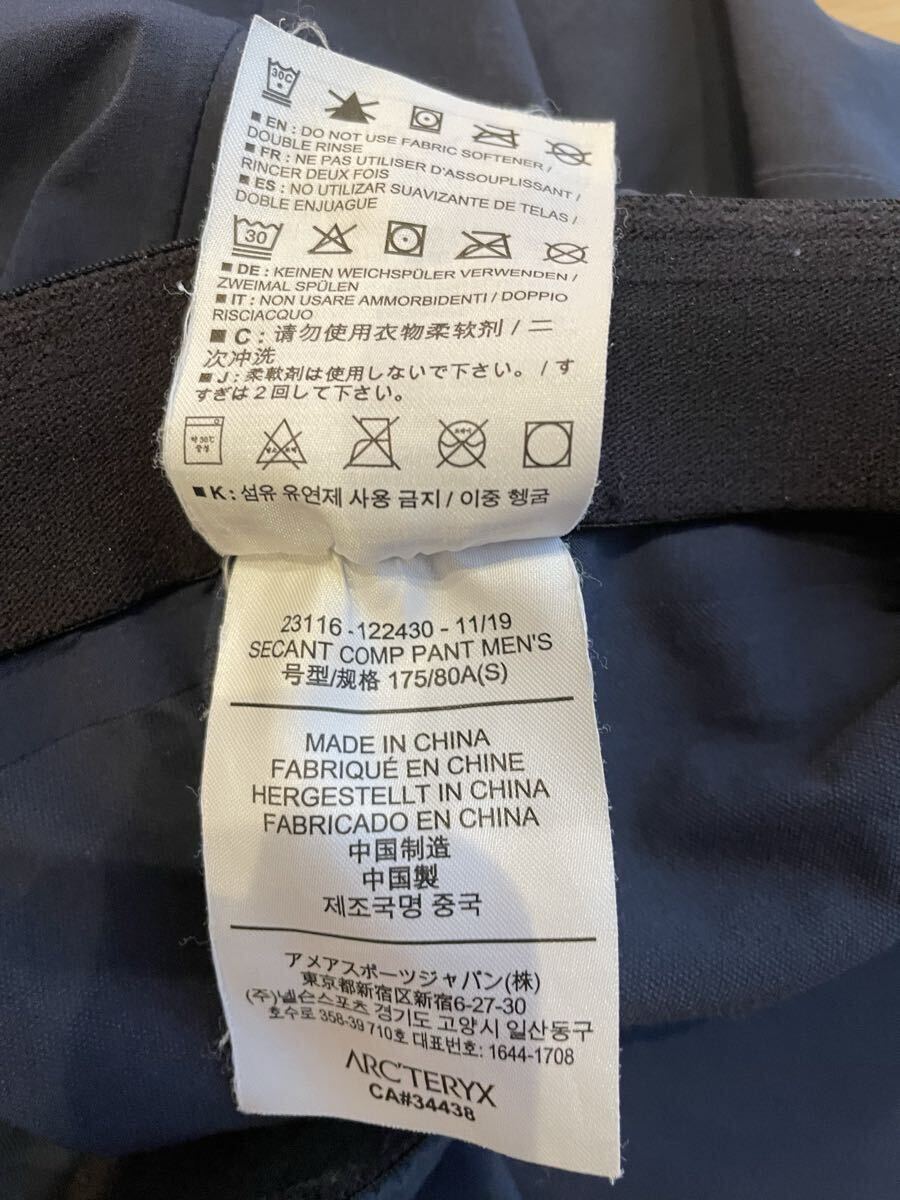 30C
■ EN : DO NOT USE FABRIC SOFTENER /
DOUBLE RINSE
■ FR : NE PAS UTILISER D'ASSOUPLISSANT /
RINCER DEUX FOIS
■ ES : NO UTILIZAR SUAVIZANTE DE TELAS /
DOBLE ENJUAGUE
30
■ DE : KEINEN WEICHSPÜLER VERWENDEN /
ZWEIMAL SPÜLEN
■ IT : NON USARE AMMORBIDENTI / DOPPIO
RISCIACQUO
■ C : 请勿使用衣物柔软剂 / 二
次冲洗
■ J : 柔軟剤は使用しないで下さい。 / す
すぎは2回して下さい。
약 30℃
중성
■ K : 섬유 유연제 사용 금지 / 이중 헹굼
23116 - 122430 - 11/19
SECANT COMP PANT MEN'S
号型/规格 175/80A(S)
MADE IN CHINA
FABRIQUÉ EN CHINE
HERGESTELLT IN CHINA
FABRICADO EN CHINA
中国制造
中国製
제조국명 중국
アメアスポーツジャパン(株)
東京都新宿区新宿6-27-30
(주)넬슨스포츠 경기도 고양시 일산동구
호수로 358-39 710호 대표번호: 1644-1708
ARC'TERYX
CA#34438